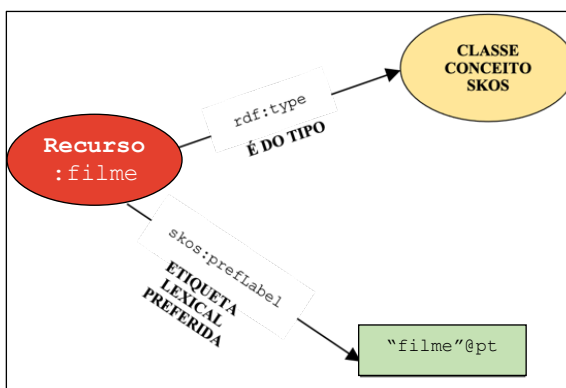 CLASSE
CONCEITO
SKOS
rdf:type
É DO TIPO
Recurso
:filme
skos:prefLabel
ETIQUETA
LEXICAL
PREFERIDA
“filme”@pt